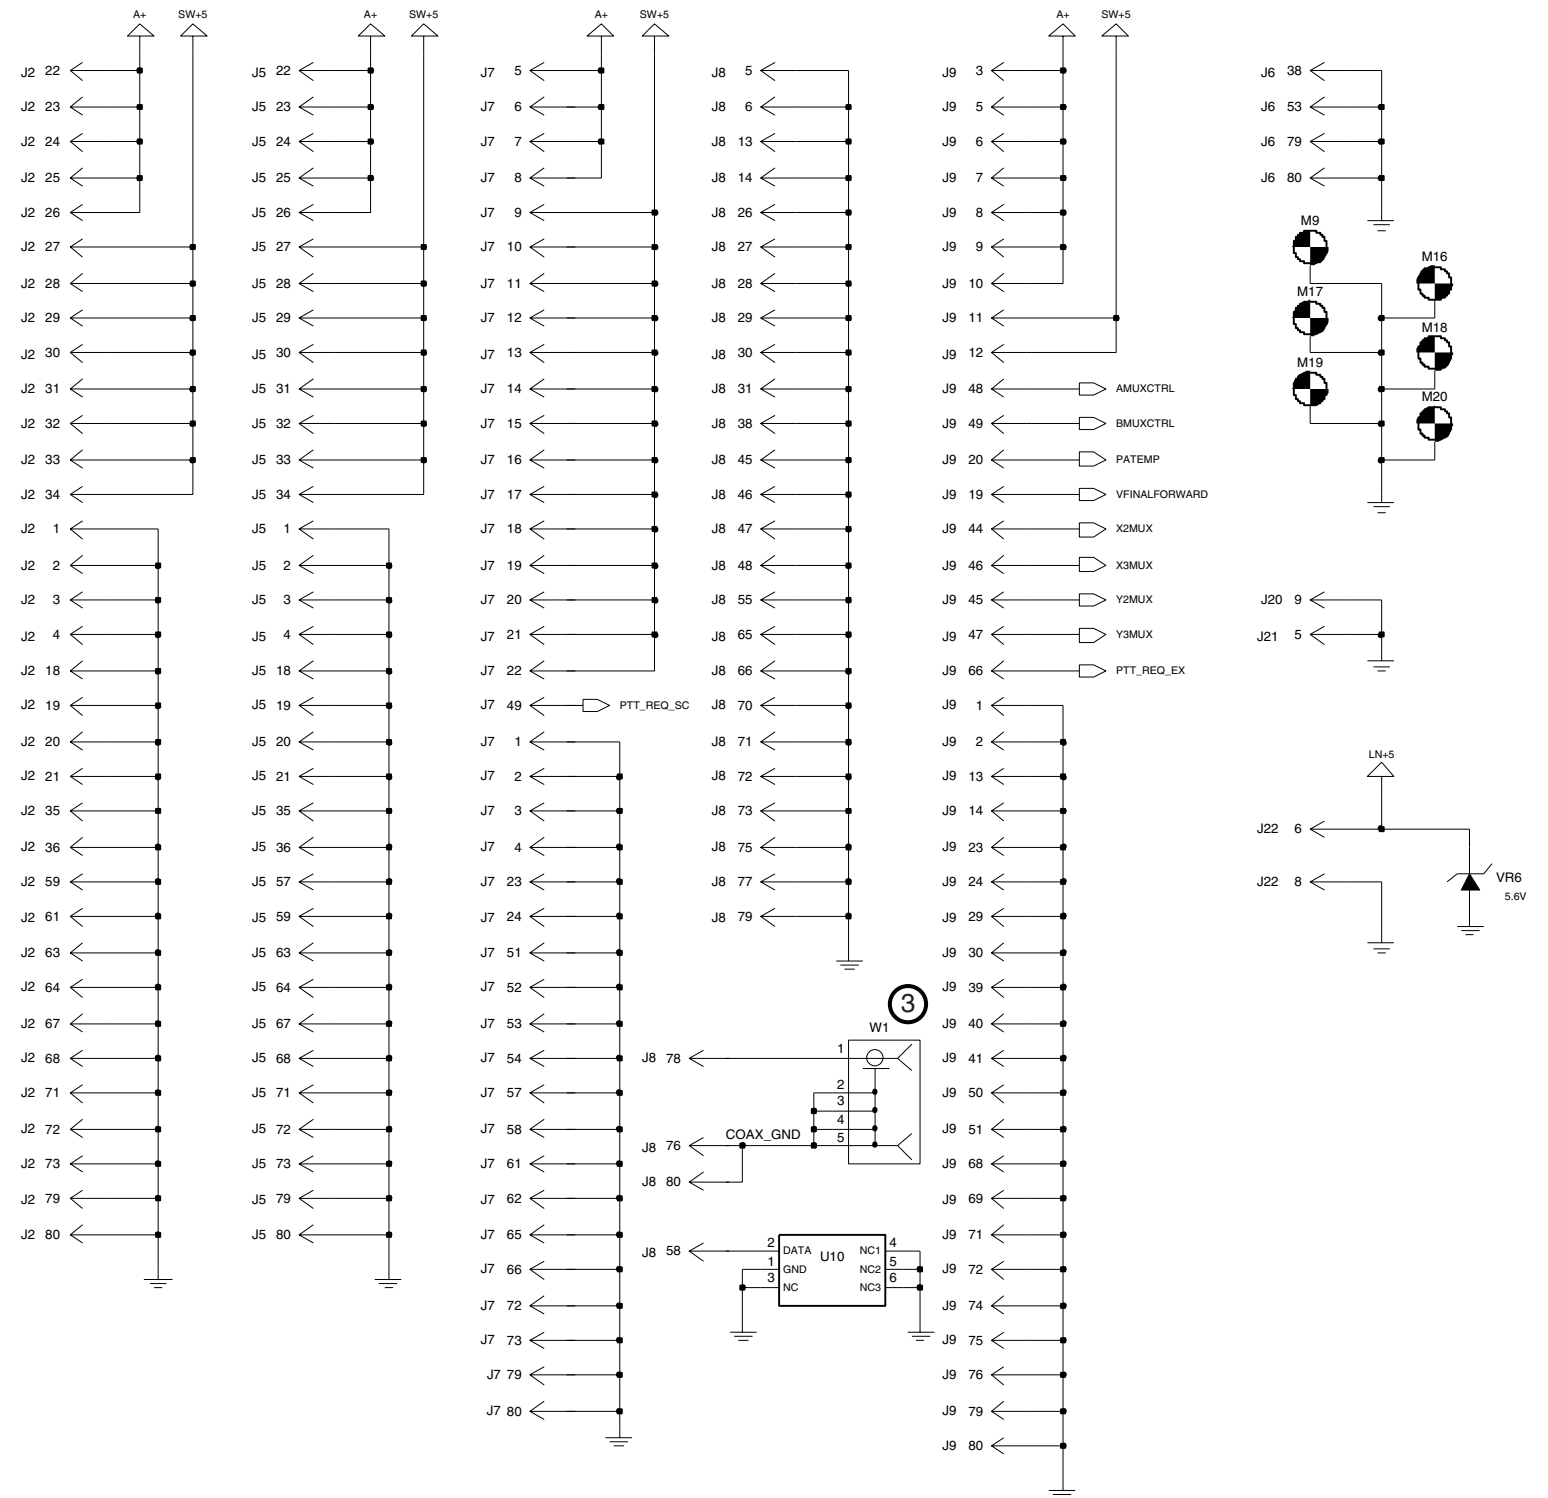 A+ SW+5
J2 22
J2 23
J2 24
J2 25
J2 26
J2 27
J2 28
J2 29
J2 30
J2 31
J2 32
J2 33
J2 34
J2 1
J2 2
J2 3
J2 4
J2 18
J2 19
J2 20
J2 21
J2 35
J2 36
J2 59
J2 61
J2 63
J2 64
J2 67
J2 68
J2 71
J2 72
J2 73
J2 79
J2 80
A+ SW+5
J5 22
J5 23
J5 24
J5 25
J5 26
J5 27
J5 28
J5 29
J5 30
J5 31
J5 32
J5 33
J5 34
J5 1
J5 2
J5 3
J5 4
J5 18
J5 19
J5 20
J5 21
J5 35
J5 36
J5 57
J5 59
J5 63
J5 64
J5 67
J5 68
J5 71
J5 72
J5 73
J5 79
J5 80
A+ SW+5
J7 5
J7 6
J7 7
J7 8
J7 9
J7 10
J7 11
J7 12
J7 13
J7 14
J7 15
J7 16
J7 17
J7 18
J7 19
J7 20
J7 21
J7 22
J7 49 PTT_REQ_SC
J7 1
J7 2
J7 3
J7 4
J7 23
J7 24
J7 51
J7 52
J7 53
J7 54
J7 57
J7 58
J7 61
J7 62
J7 65
J7 66
J7 72
J7 73
J7 79
J7 80
J8 5
J8 6
J8 13
J8 14
J8 26
J8 27
J8 28
J8 29
J8 30
J8 31
J8 38
J8 45
J8 46
J8 47
J8 48
J8 55
J8 65
J8 66
J8 70
J8 71
J8 72
J8 73
J8 75
J8 77
J8 79
3
W1
J8 78 1
2
3
4
J8 76 COAX_GND 5
J8 80
J8 58 2 DATA U10 NC1 4
1 GND NC2 5
3 NC NC3 6
A+ SW+5
J9 3
J9 5
J9 6
J9 7
J9 8
J9 9
J9 10
J9 11
J9 12
J9 48 AMUXCTRL
J9 49 BMUXCTRL
J9 20 PATEMP
J9 19 VFINALFORWARD
J9 44 X2MUX
J9 46 X3MUX
J9 45 Y2MUX
J9 47 Y3MUX
J9 66 PTT_REQ_EX
J9 1
J9 2
J9 13
J9 14
J9 23
J9 24
J9 29
J9 30
J9 39
J9 40
J9 41
J9 50
J9 51
J9 68
J9 69
J9 71
J9 72
J9 74
J9 75
J9 76
J9 79
J9 80
J6 38
J6 53
J6 79
J6 80
M9
M16
M17
M18
M19
M20
J20 9
J21 5
LN+5
J22 6
J22 8
VR6
5.6V